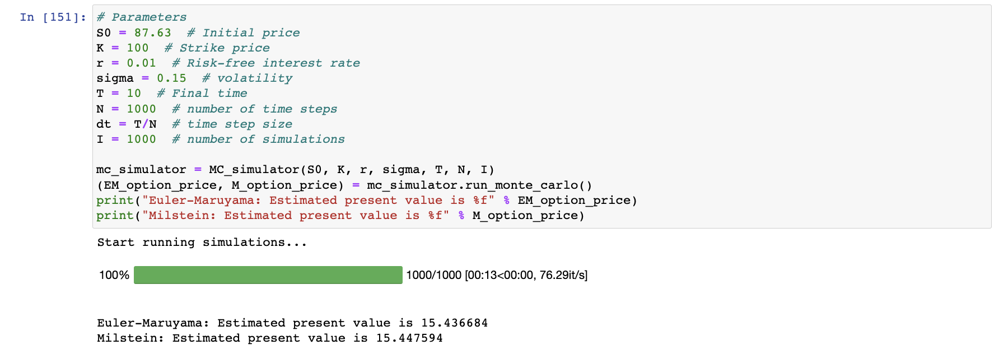 In [151]:
# Parameters
S0 = 87.63  # Initial price
K = 100  # Strike price
r = 0.01  # Risk-free interest rate
sigma = 0.15  # volatility
T = 10  # Final time
N = 1000  # number of time steps
dt = T/N  # time step size
I = 1000  # number of simulations
mc_simulator = MC_simulator(S0, K, r, sigma, T, N, I)
(EM_option_price, M_option_price) = mc_simulator.run_monte_carlo()
print("Euler-Maruyama: Estimated present value is %f" % EM_option_price)
print("Milstein: Estimated present value is %f" % M_option_price)
Start running simulations...
100% 1000/1000 [00:13<00:00, 76.29it/s]
Euler-Maruyama: Estimated present value is 15.436684
Milstein: Estimated present value is 15.447594